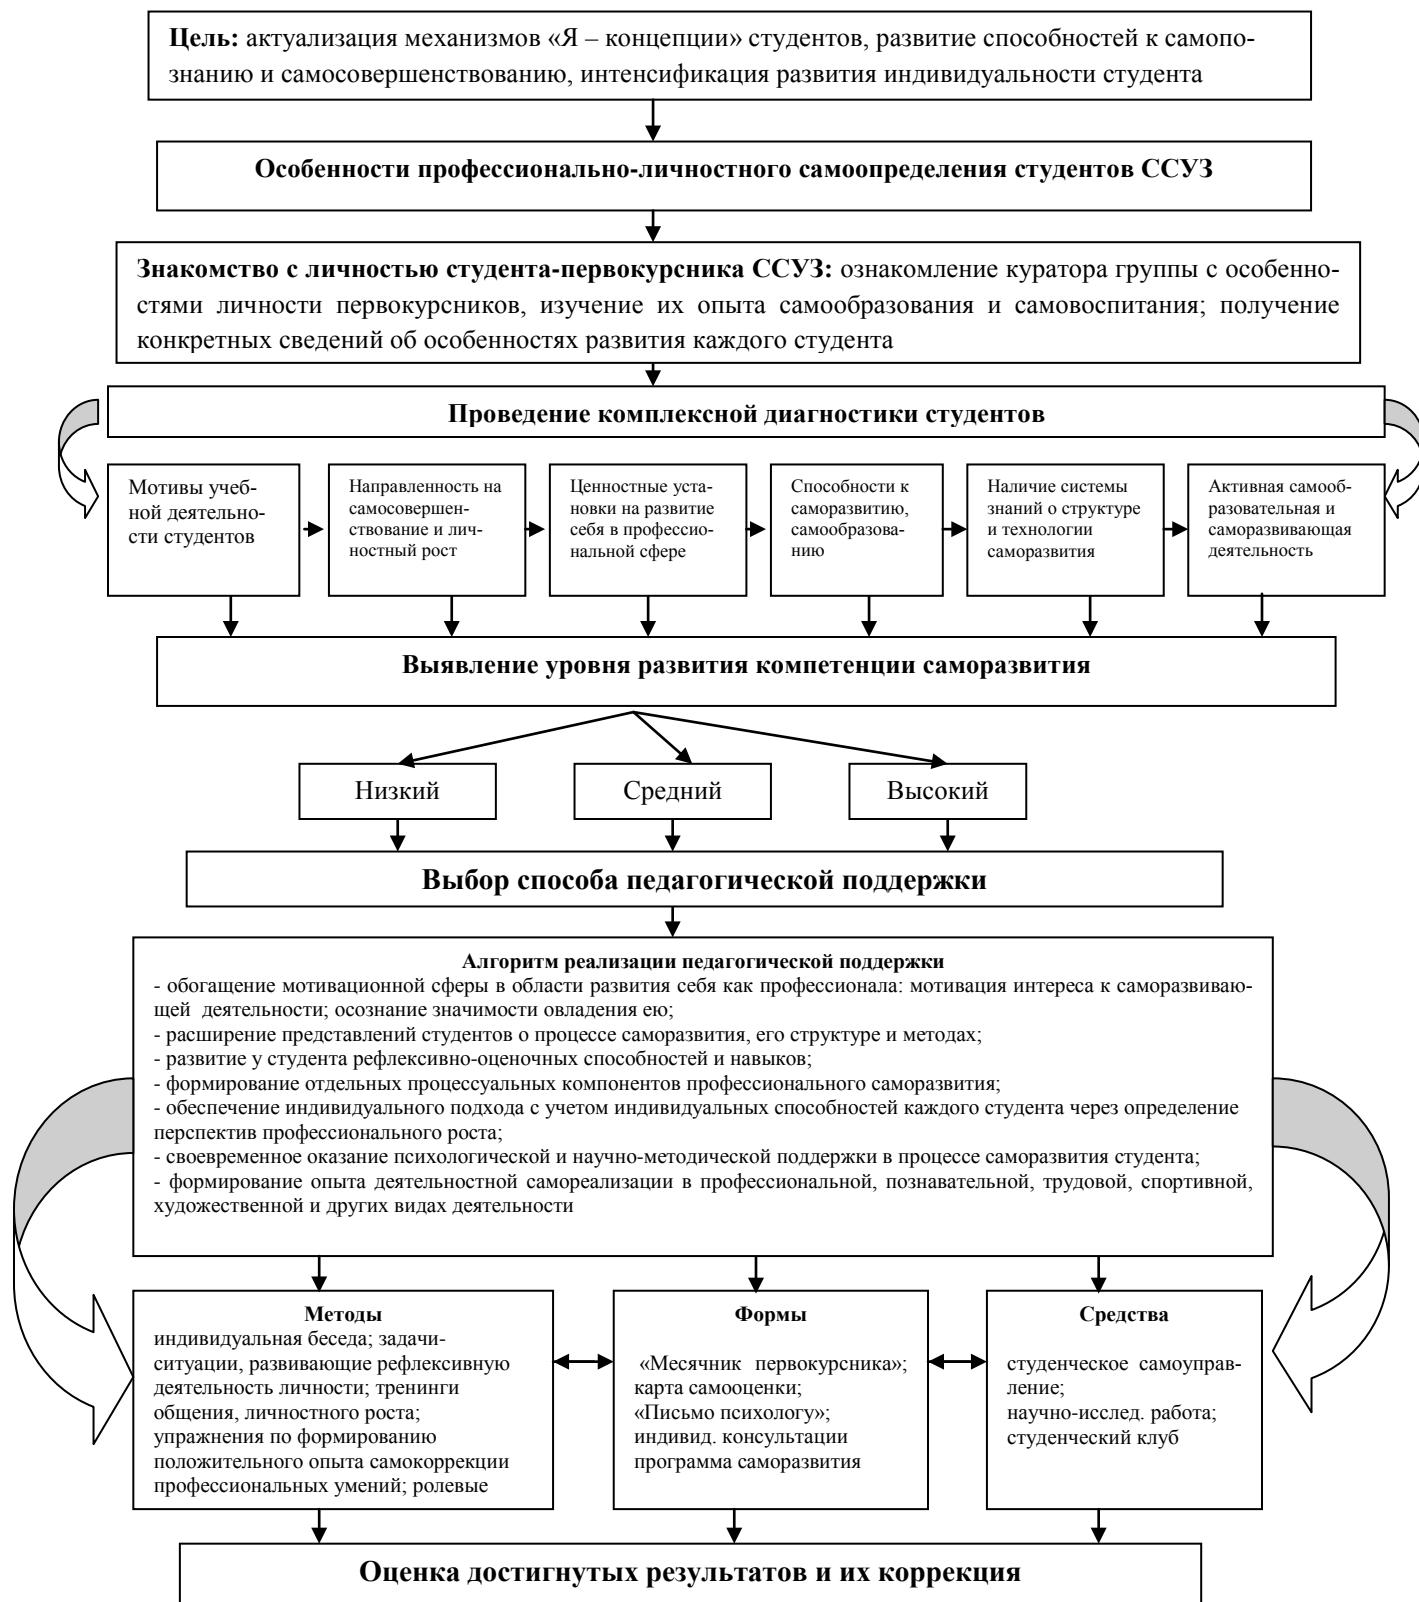 Цель: актуализация механизмов «Я – концепции» студентов, развитие способностей к самопо-
знанию и самосовершенствованию, интенсификация развития индивидуальности студента
Особенности профессионально-личностного самоопределения студентов ССУЗ
Знакомство с личностью студента-первокурсника ССУЗ: ознакомление куратора группы с особенно-
стями личности первокурсников, изучение их опыта самообразования и самовоспитания; получение
конкретных сведений об особенностях развития каждого студента
Проведение комплексной диагностики студентов
Мотивы учеб-
ной деятельно-
сти студентов
Направленность на
самосовершен-
ствование и лич-
ностный рост
Ценностные уста-
новки на развитие
себя в профессио-
нальной сфере
Способности к
саморазвитию,
самообразова-
нию
Наличие системы
знаний о структуре
и технологии
саморазвития
Активная самооб-
разовательная и
саморазвивающая
деятельность
Выявление уровня развития компетенции саморазвития
Низкий
Средний
Высокий
Выбор способа педагогической поддержки
Алгоритм реализации педагогической поддержки
- обогащение мотивационной сферы в области развития себя как профессионала: мотивация интереса к саморазвиваю-
щей деятельности; осознание значимости овладения ею;
- расширение представлений студентов о процессе саморазвития, его структуре и методах;
- развитие у студента рефлексивно-оценочных способностей и навыков;
- формирование отдельных процессуальных компонентов профессионального саморазвития;
- обеспечение индивидуального подхода с учетом индивидуальных способностей каждого студента через определение
перспектив профессионального роста;
- своевременное оказание психологической и научно-методической поддержки в процессе саморазвития студента;
- формирование опыта деятельностной самореализации в профессиональной, познавательной, трудовой, спортивной,
художественной и других видах деятельности
Методы
индивидуальная беседа; задачи-
ситуации, развивающие рефлексивную
деятельность личности; тренинги
общения, личностного роста;
упражнения по формированию
положительного опыта самокоррекции
профессиональных умений; ролевые
Формы
«Месячник первокурсника»;
карта самооценки;
«Письмо психологу»;
индивид. консультации
программа саморазвития
Средства
студенческое самоуправ-
ление;
научно-исслед. работа;
студенческий клуб
Оценка достигнутых результатов и их коррекция